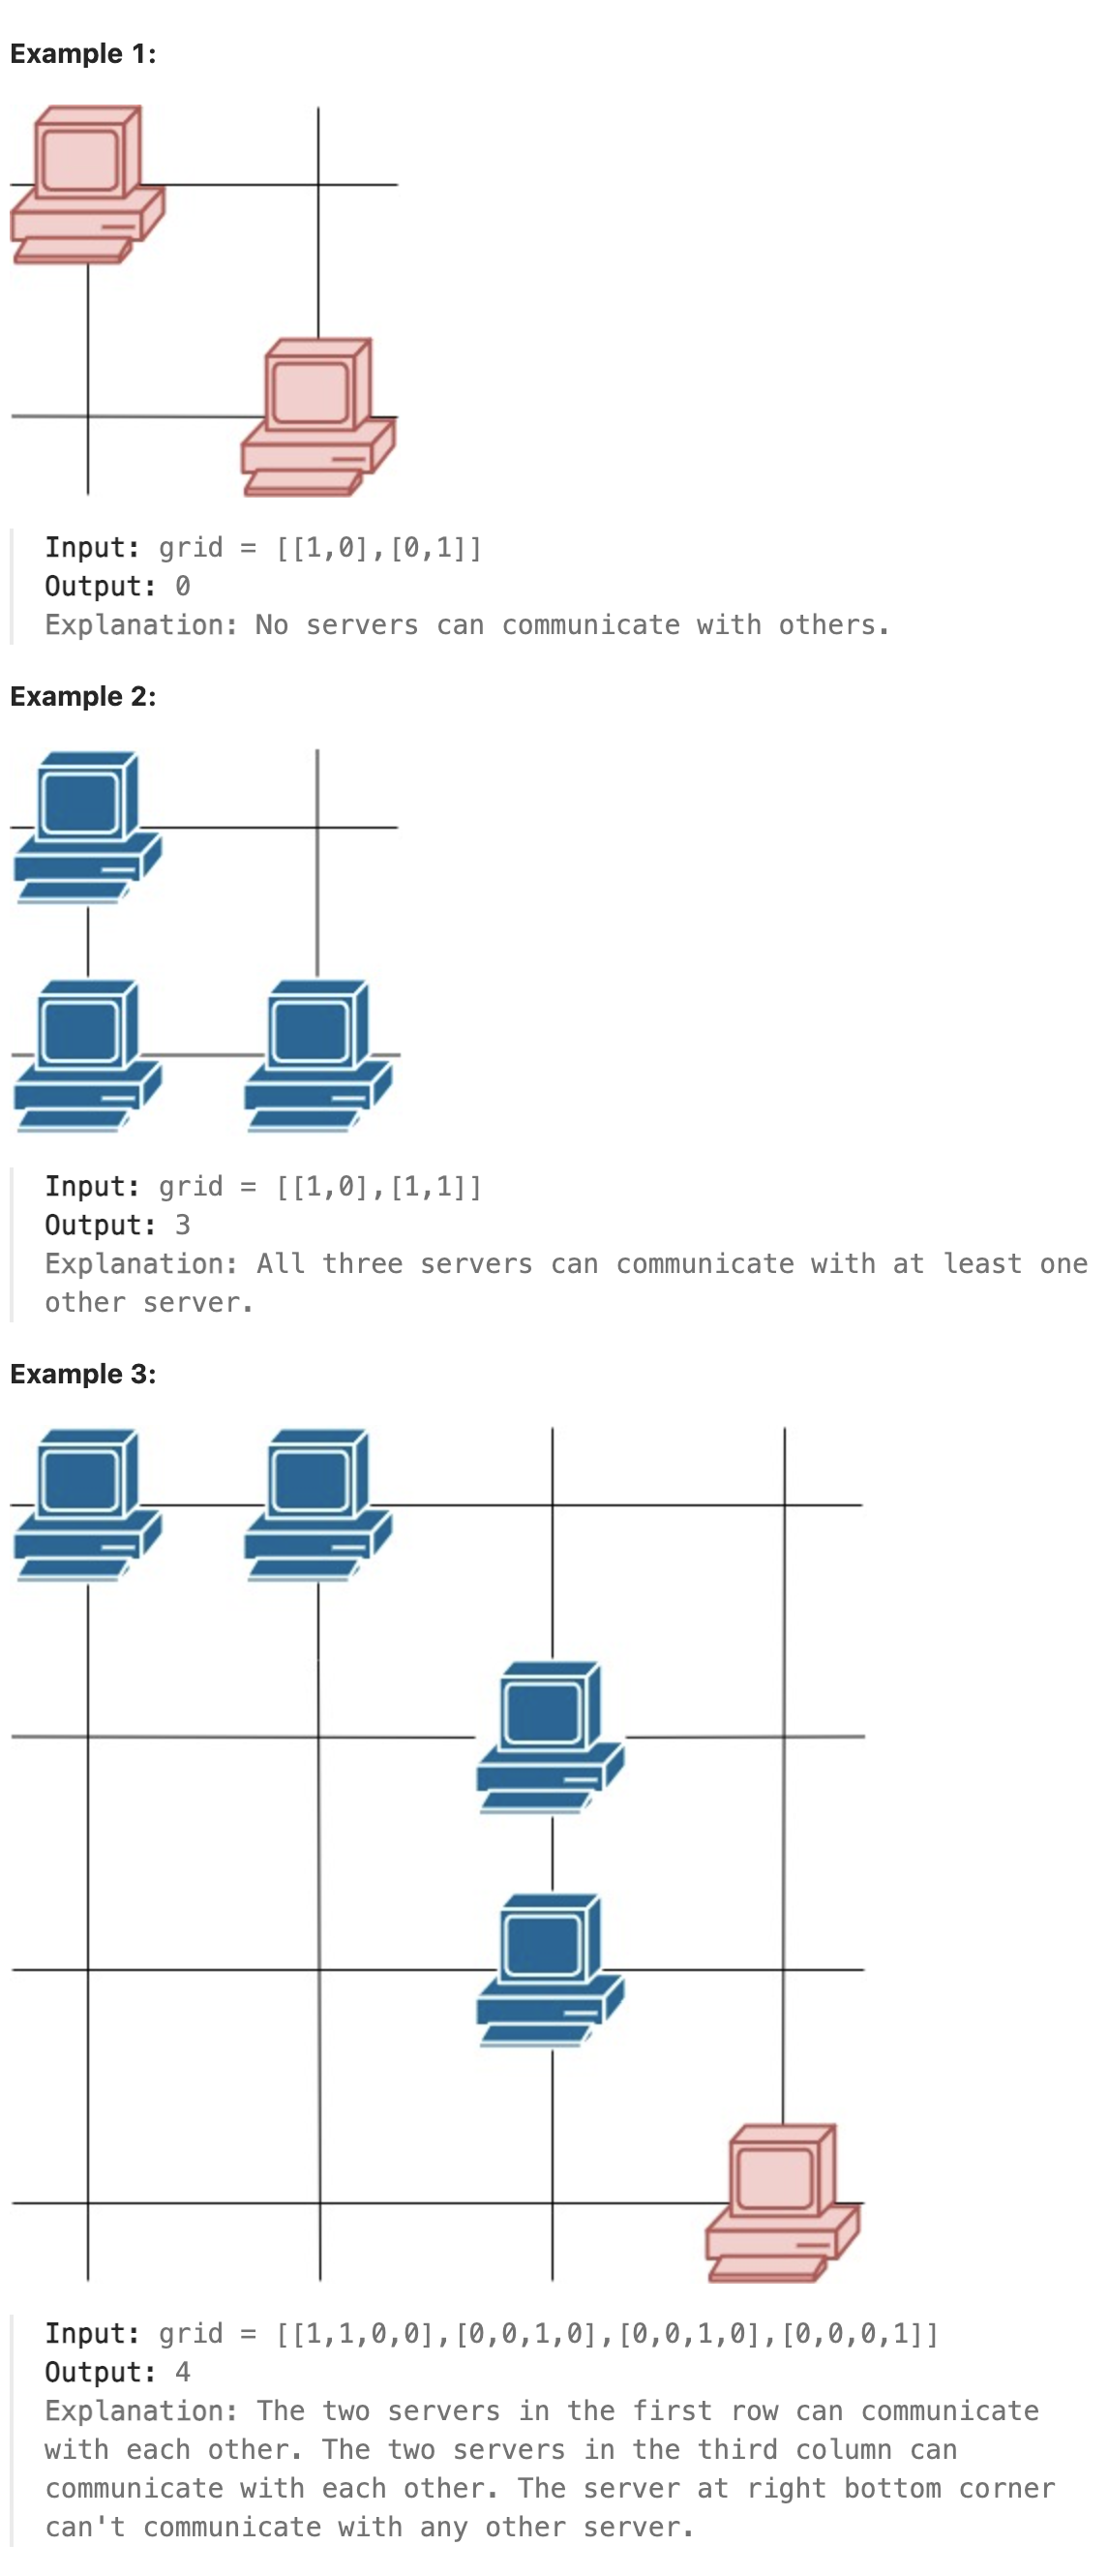 Example 1:
Input: grid = [[1,0],[0,1]]
Output: 0
Explanation: No servers can communicate with others.
Example 2:
Input: grid = [[1,0],[1,1]]
Output: 3
Explanation: All three servers can communicate with at least one
other server.
Example 3:
Input: grid = [[1,1,0,0],[0,0,1,0],[0,0,1,0],[0,0,0,1]]
Output: 4
Explanation: The two servers in the first row can communicate
with each other. The two servers in the third column can
communicate with each other. The server at right bottom corner
can't communicate with any other server.